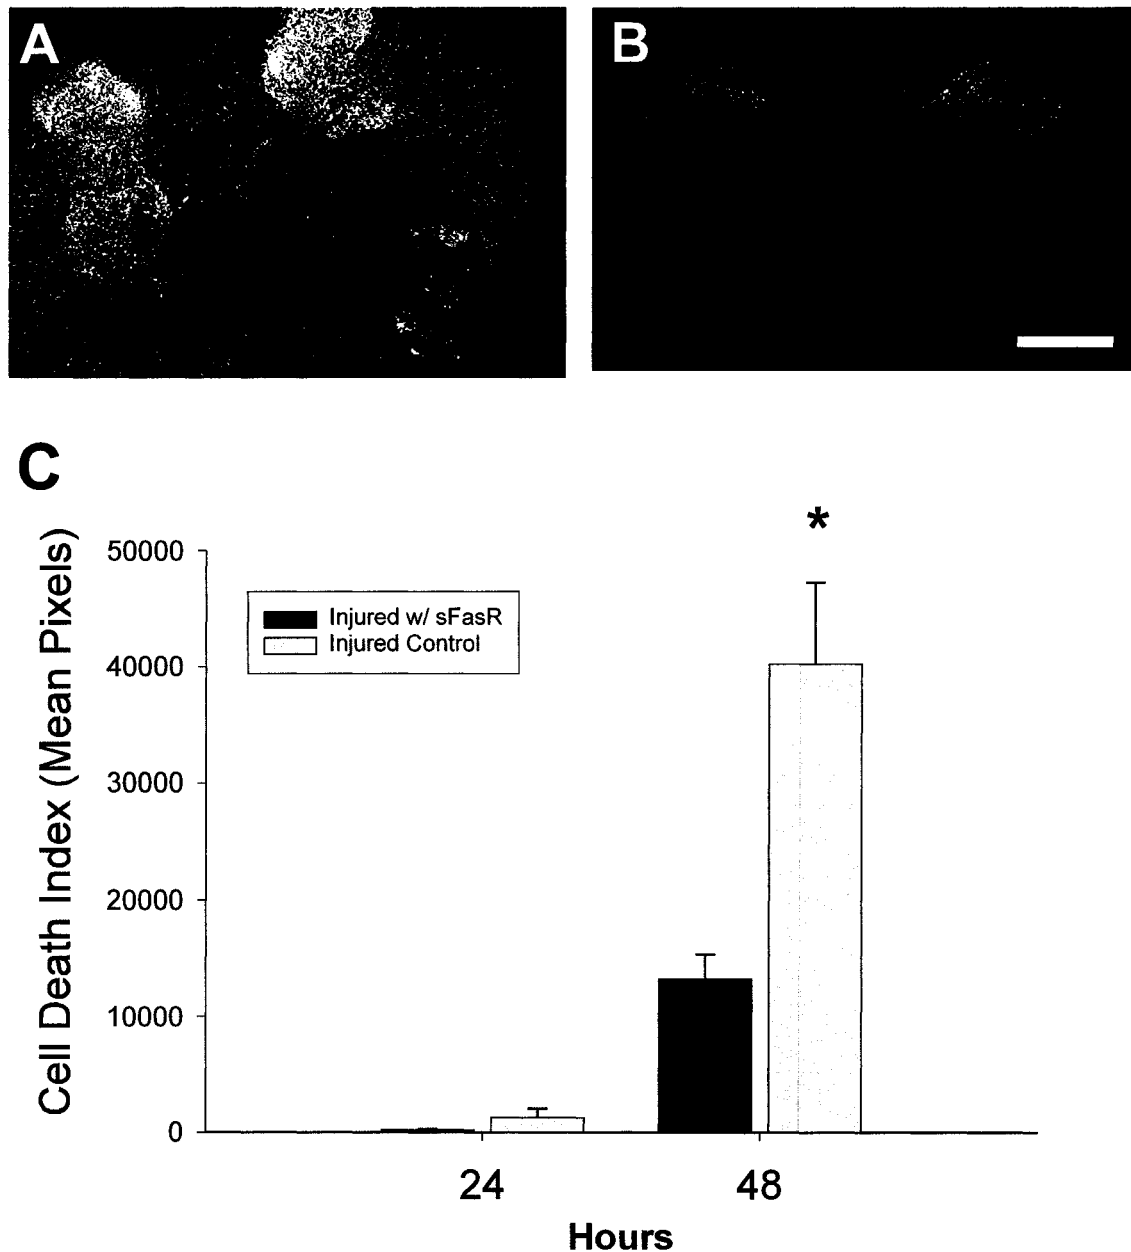 A
B
C
*
Cell Death Index (Mean Pixels)
50000
40000
30000
20000
10000
0
Injured w/ sFasR
Injured Control
24
48
Hours